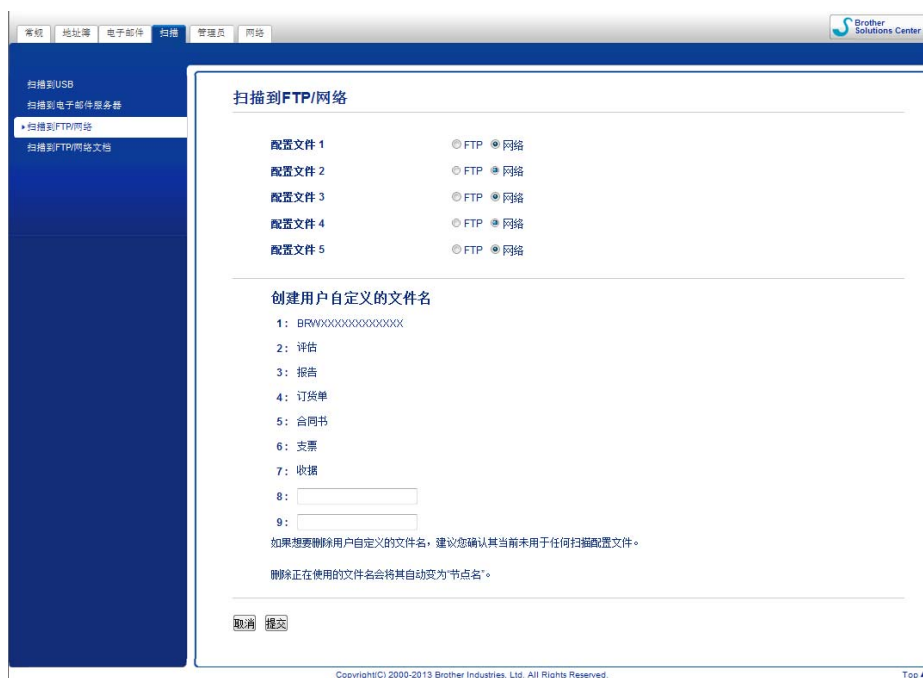 常规 地址簿 电子邮件 扫描 管理员 网络
Brother
Solutions Center
扫描到USB
扫描到电子邮件服务器
扫描到FTP/网络
扫描到FTP/网络文档
扫描到FTP/网络
配置文件 1 FTP 网络
配置文件 2 FTP 网络
配置文件 3 FTP 网络
配置文件 4 FTP 网络
配置文件 5 FTP 网络
创建用户自定义的文件名
1: BRWXXXXXXXXXXXX
2: 评估
3: 报告
4: 订货单
5: 合同书
6: 支票
7: 收据
8:
9:
如果想要删除用户自定义的文件名，建议您确认其当前未用于任何扫描配置文件。
删除正在使用的文件名会将其自动变为“节点名”。
取消 提交
Copyright(C) 2000-2013 Brother Industries, Ltd. All Rights Reserved.
Top